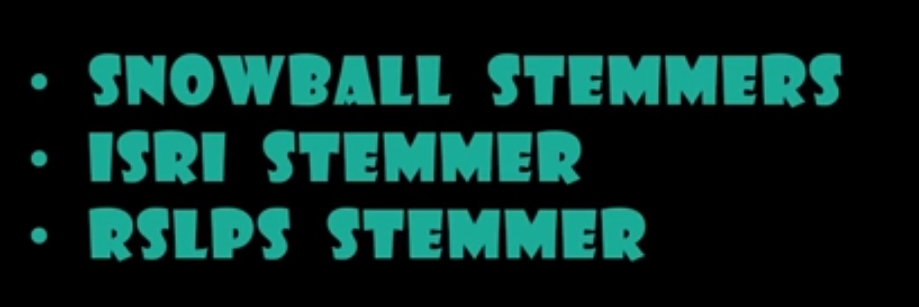 • SNOWBALL STEMMERS
• ISRI STEMMER
• RSLPS STEMMER